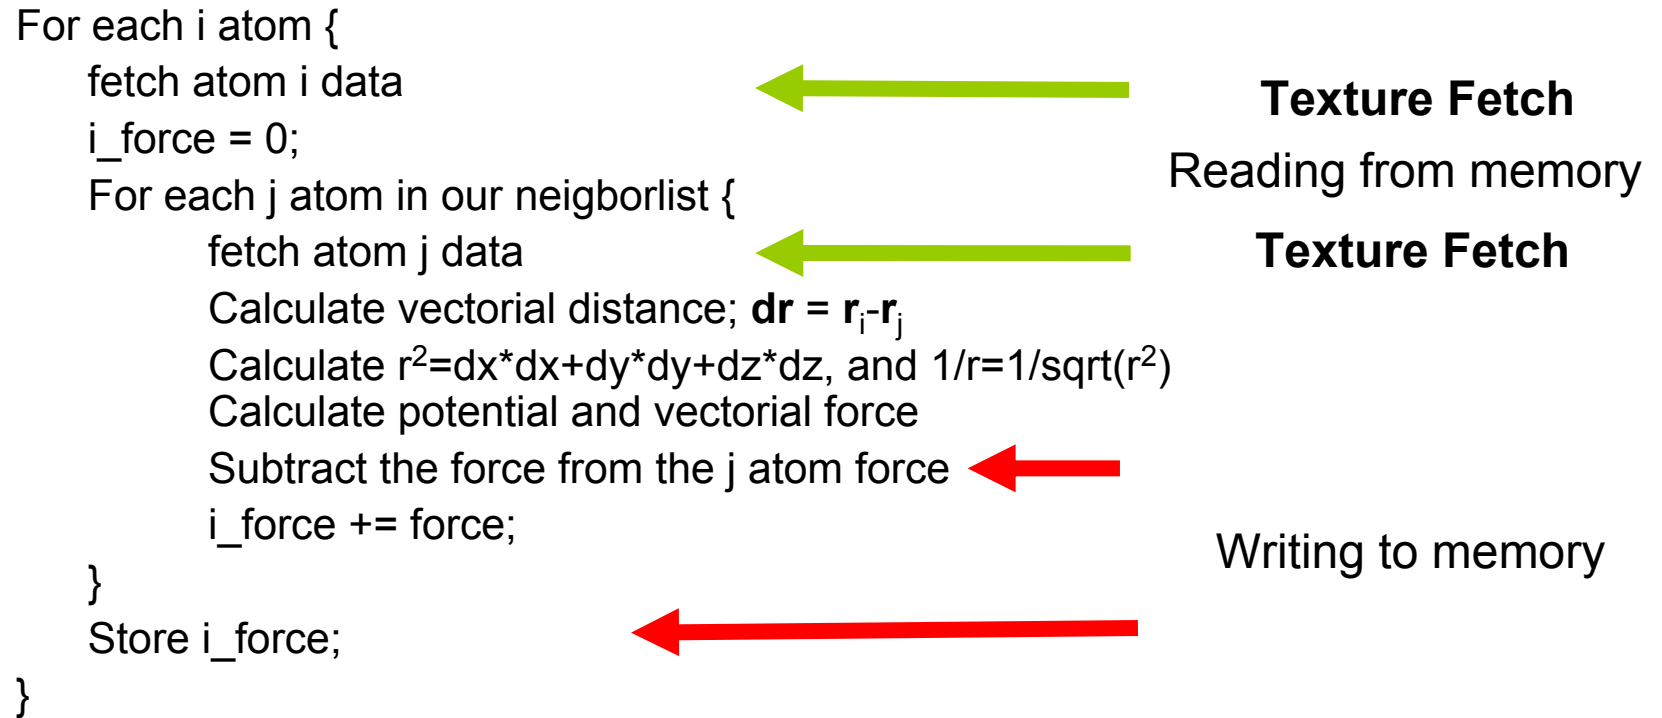 For each i atom {
fetch atom i data
Texture Fetch
i_force = 0;
Reading from memory
For each j atom in our neigborlist {
fetch atom j data
Texture Fetch
Calculate vectorial distance; dr = rᵢ-rⱼ
Calculate r²=dx*dx+dy*dy+dz*dz, and 1/r=1/sqrt(r²)
Calculate potential and vectorial force
Subtract the force from the j atom force
i_force += force;
Writing to memory
}
Store i_force;
}